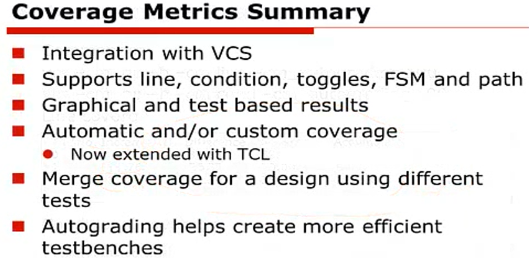 Coverage Metrics Summary
Integration with VCS
Supports line, condition, toggles, FSM and path
Graphical and test based results
Automatic and/or custom coverage
Now extended with TCL
Merge coverage for a design using different
tests
Autograding helps create more efficient
testbenches